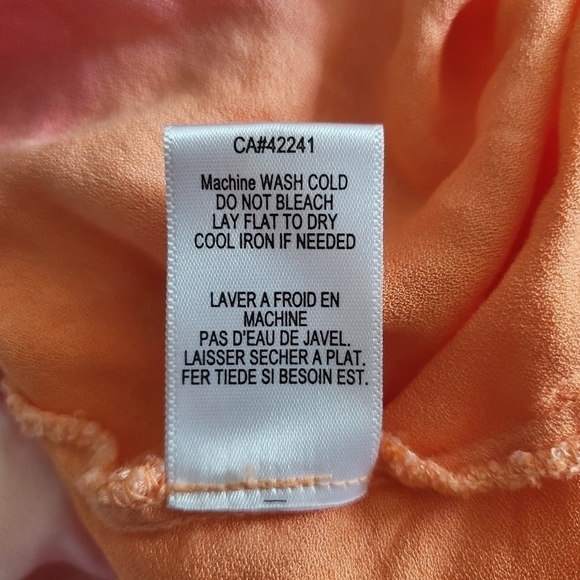 CA#42241
Machine WASH COLD
DO NOT BLEACH
LAY FLAT TO DRY
COOL IRON IF NEEDED
LAVER A FROID EN
MACHINE
PAS D'EAU DE JAVEL.
LAISSER SECHER A PLAT.
FER TIEDE SI BESOIN EST.